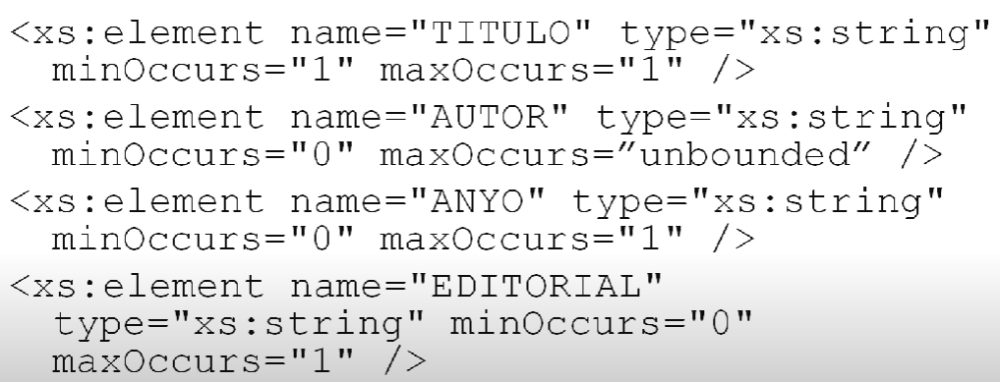 <xs:element name="TITULO" type="xs:string"
minOccurs="1" maxOccurs="1" />
<xs:element name="AUTOR" type="xs:string"
minOccurs="0" maxOccurs=”unbounded” />
<xs:element name="ANYO" type="xs:string"
minOccurs="0" maxOccurs="1" />
<xs:element name="EDITORIAL"
type="xs:string" minOccurs="0"
maxOccurs="1" />